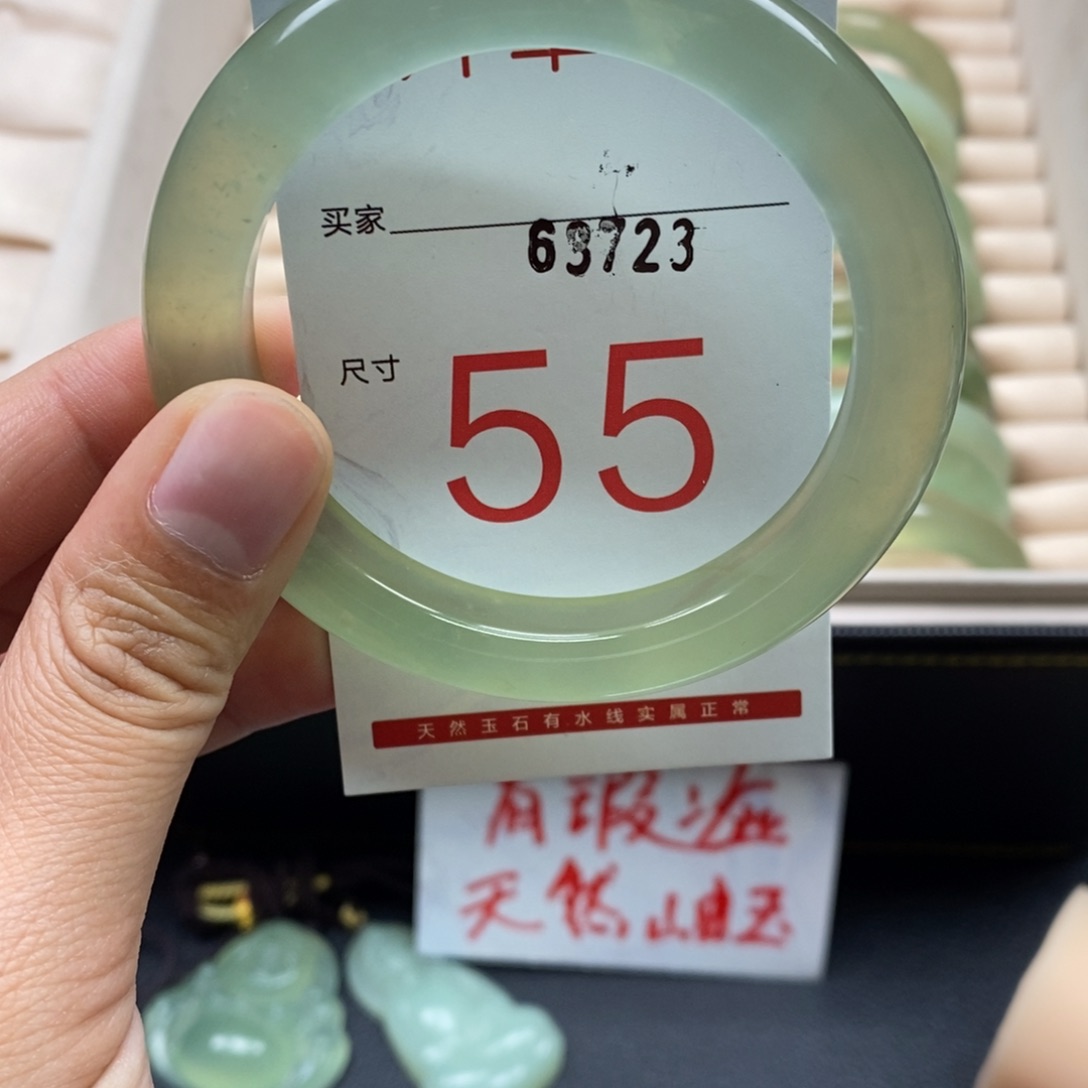 买家
63723
尺寸 55
天然玉石有水线实属正常
有瑕疵
天然岫玉